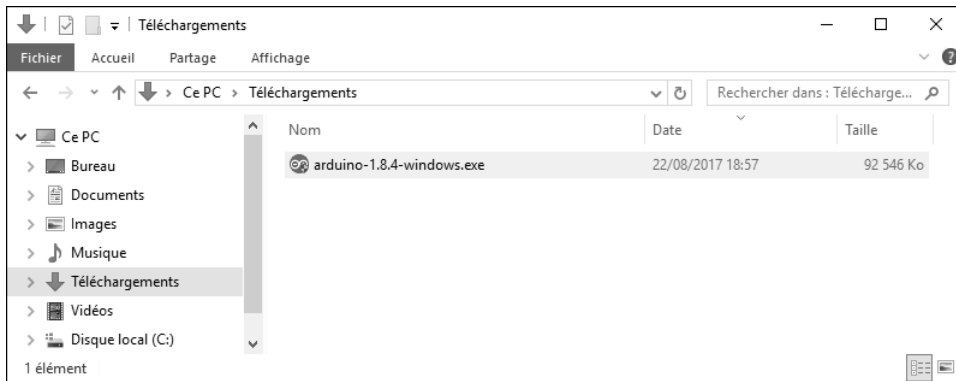 Téléchargements
Fichier Accueil Partage Affichage
Ce PC Téléchargements Rechercher dans : Télécharge...
Ce PC
Bureau
Documents
Images
Musique
Téléchargements
Vidéos
Disque local (C:)
Nom Date Taille
arduino-1.8.4-windows.exe 22/08/2017 18:57 92 546 Ko
1 élément